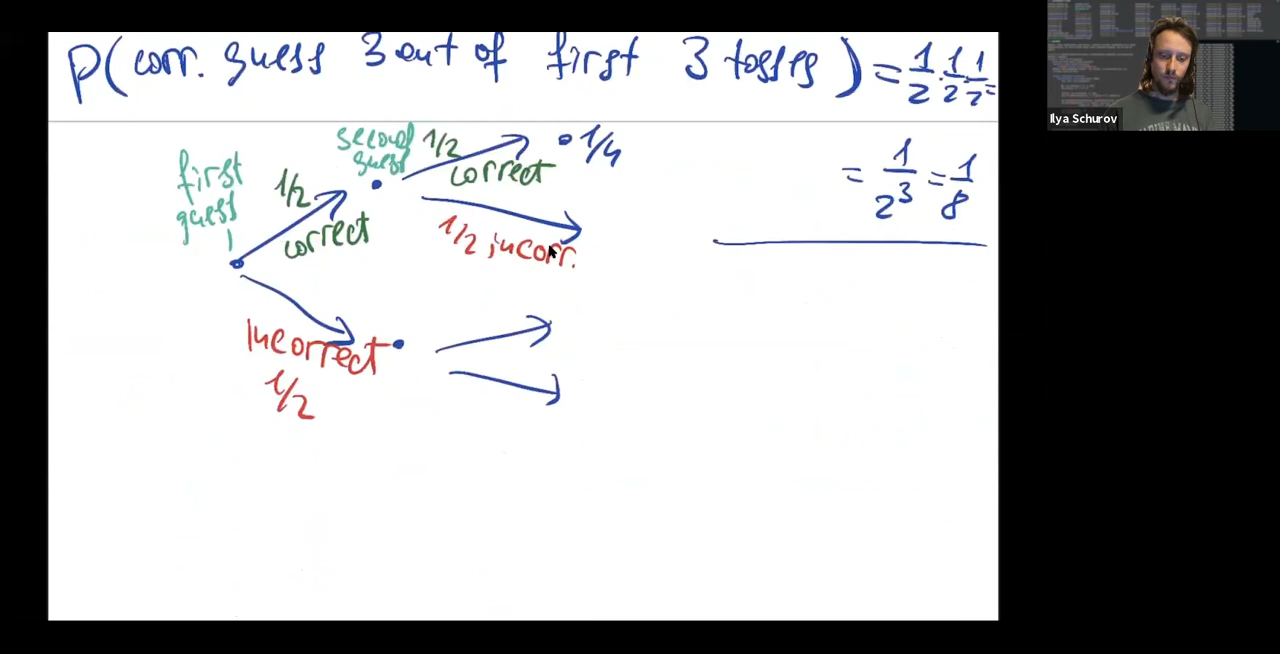 P(corr. guess 3 out of first 3 tosses) = 1/2 · 1/2 · 1/2 =
= 1/2³ = 1/8
first guess
1/2
correct
second guess
1/2
correct
1/4
1/2 incorr.
Incorrect
1/2
Ilya Schurov